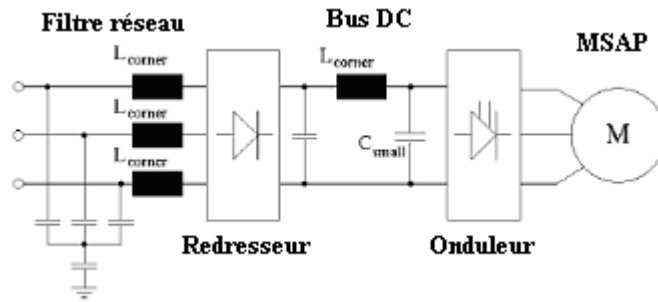 Filtre réseau
Bus DC
MSAP
Lcorner
Lcorner
Lcorner
Lcorner
Csmall
M
Redresseur
Onduleur